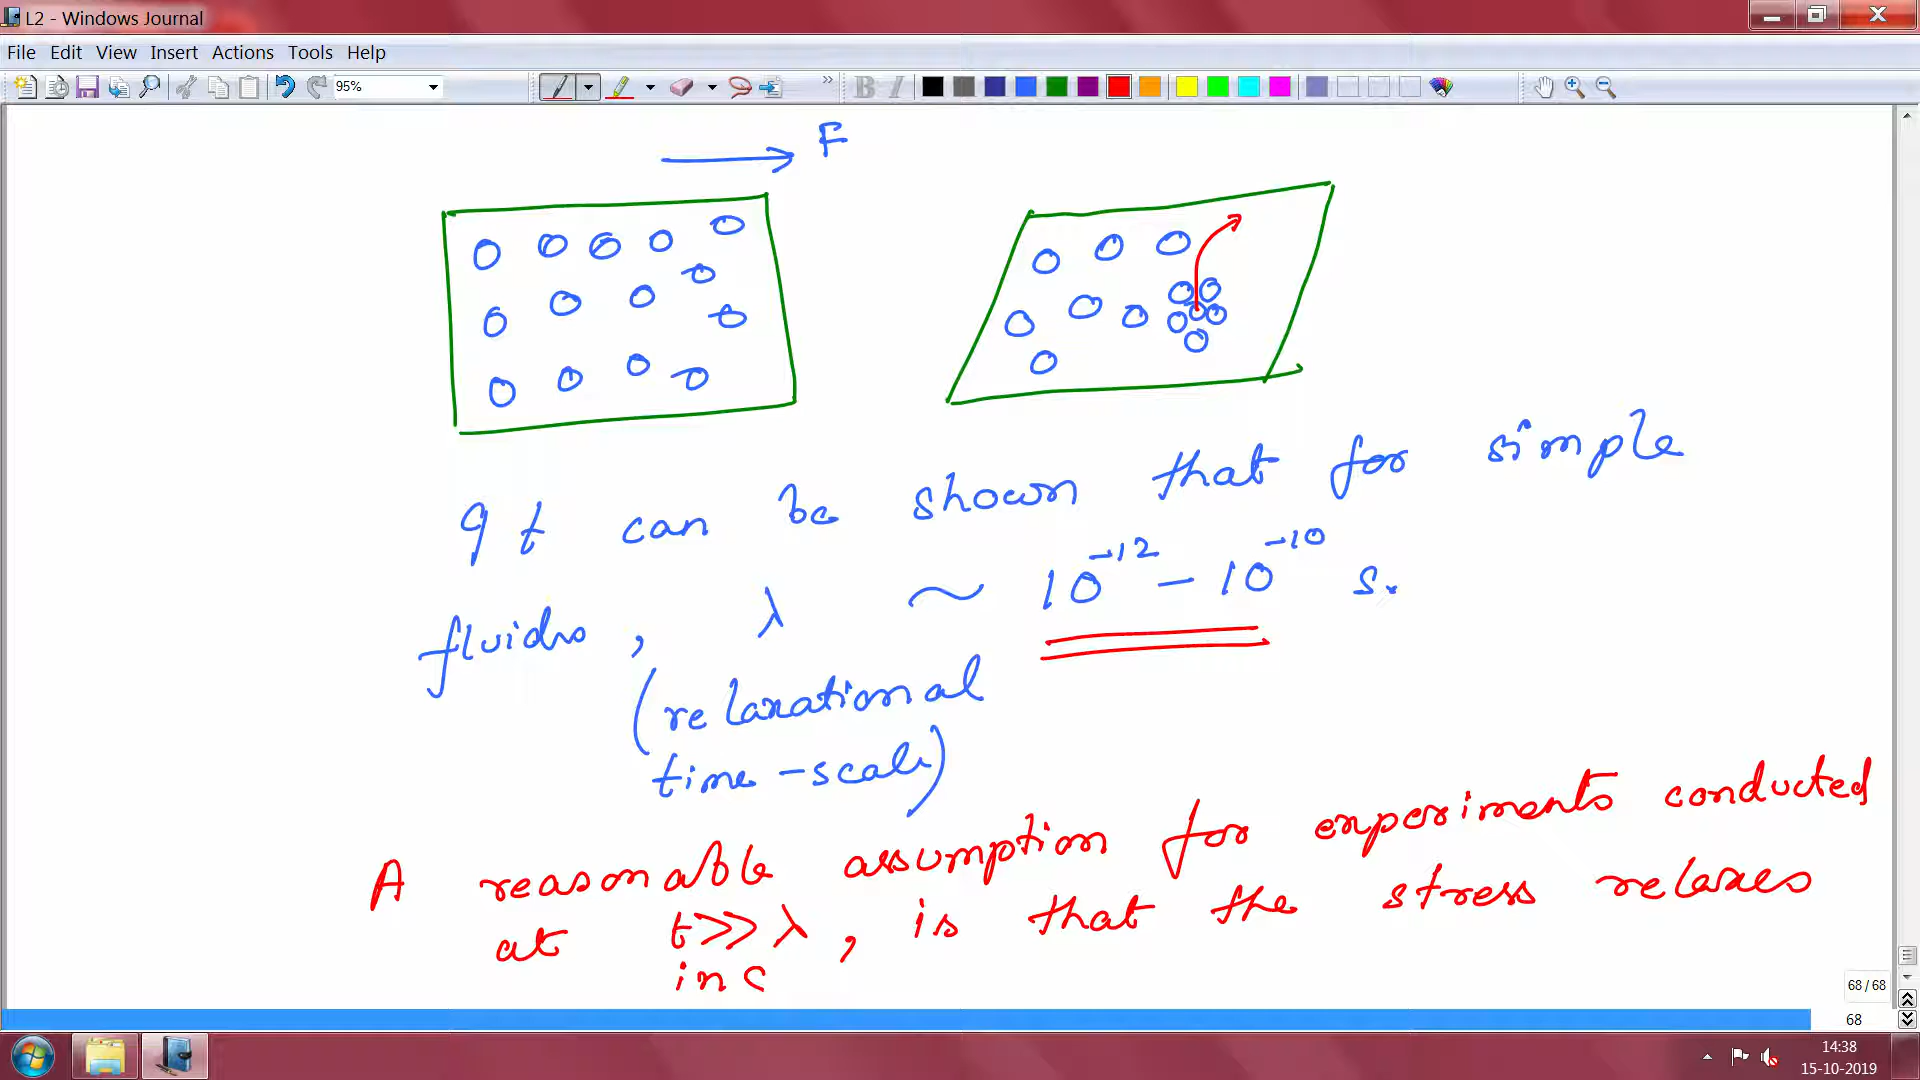 L2 - Windows Journal
File Edit View Insert Actions Tools Help
95%
B I
F
It can be shown that for simple
fluids, λ ~ 10⁻¹² - 10⁻¹⁰ s.
(relaxational
time-scale)
A reasonable assumption for experiments conducted
at t >> λ, is that the stress relaxes
inc
68 / 68
68
14:38
15-10-2019